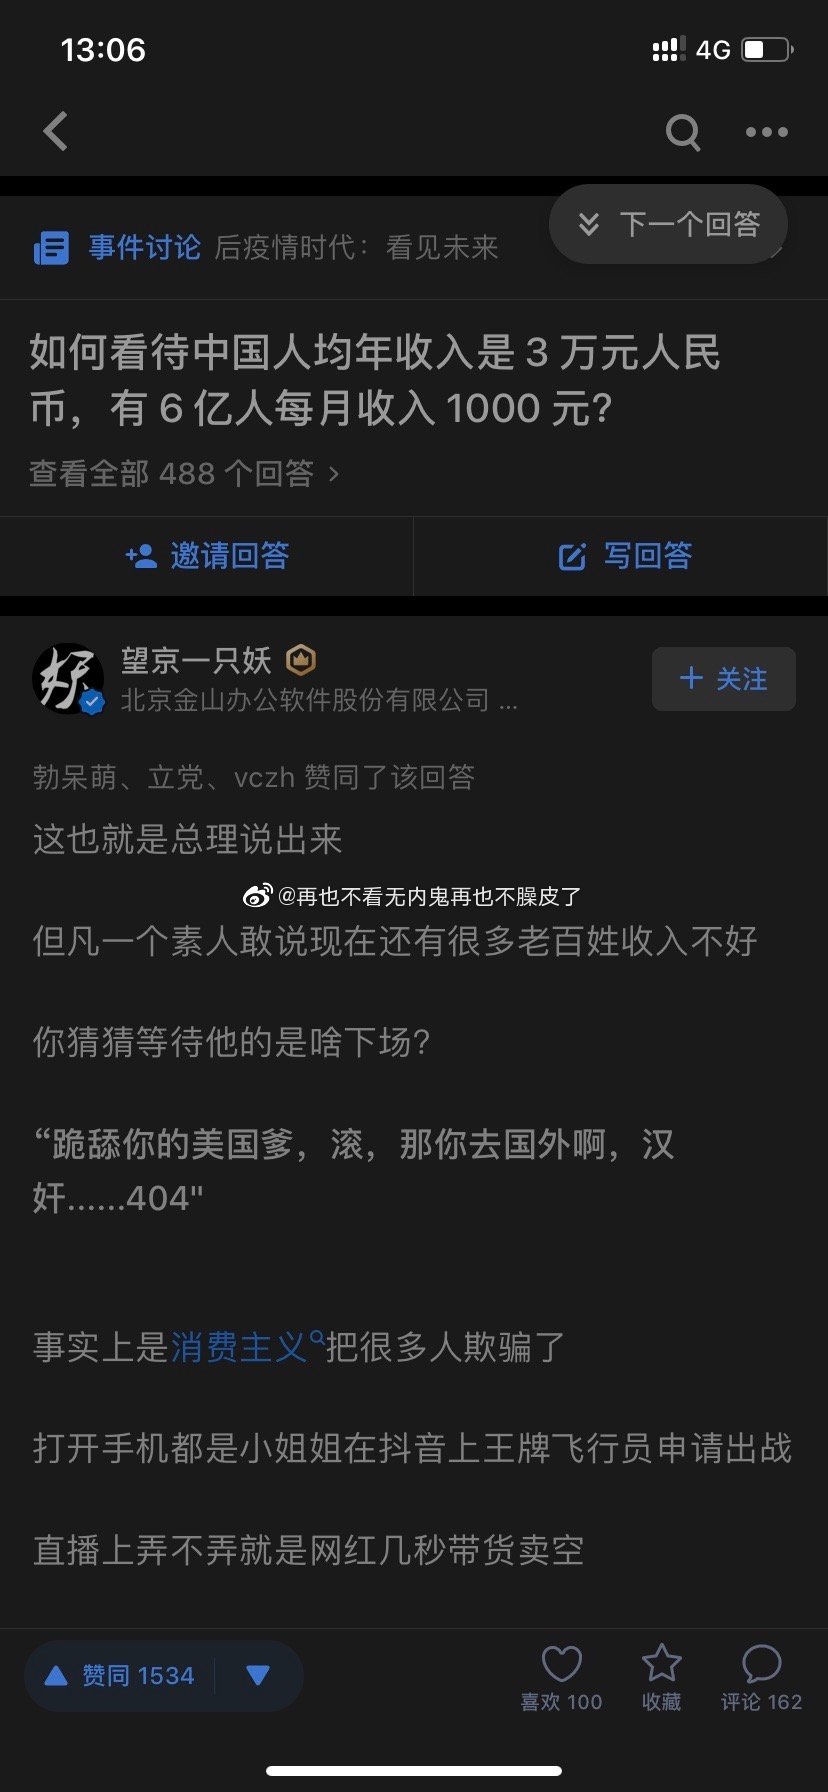 13:06
4G
下一个回答
事件讨论 后疫情时代：看见未来
如何看待中国人均年收入是 3 万元人民
币，有 6 亿人每月收入 1000 元?
查看全部 488 个回答
邀请回答
写回答
妖
望京一只妖
北京金山办公软件股份有限公司 ...
+ 关注
勃呆萌、立党、vczh 赞同了该回答
这也就是总理说出来
@再也不看无内鬼再也不臊皮了
但凡一个素人敢说现在还有很多老百姓收入不好
你猜猜等待他的是啥下场?
“跪舔你的美国爹，滚，那你去国外啊，汉
奸......404"
事实上是消费主义把很多人欺骗了
打开手机都是小姐姐在抖音上王牌飞行员申请出战
直播上弄不弄就是网红几秒带货卖空
赞同 1534
喜欢 100
收藏
评论 162